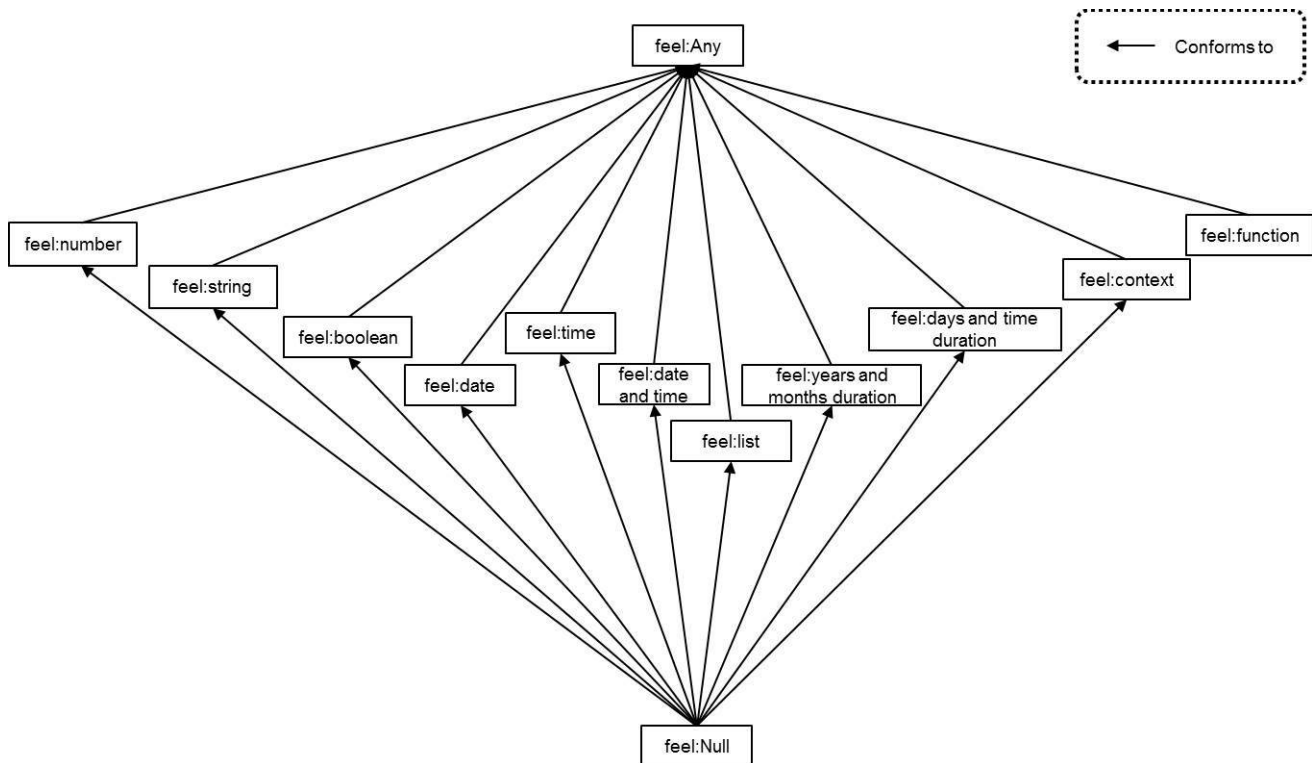 feel:Any
Conforms to
feel:number
feel:function
feel:string
feel:context
feel:boolean
feel:time
feel:days and time
duration
feel:date
feel:date
and time
feel:years and
months duration
feel:list
feel:Null